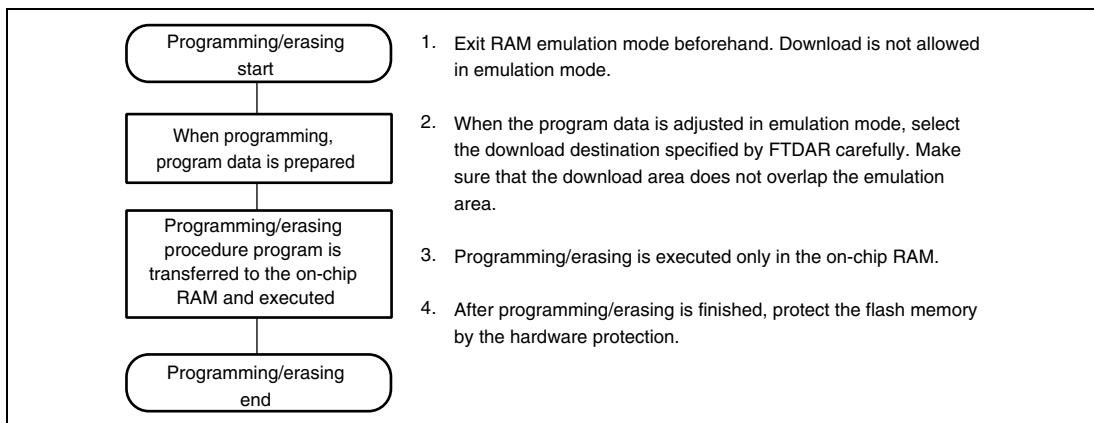 Programming/erasing
start
When programming,
program data is prepared
Programming/erasing
procedure program is
transferred to the on-chip
RAM and executed
Programming/erasing
end
1. Exit RAM emulation mode beforehand. Download is not allowed
in emulation mode.
2. When the program data is adjusted in emulation mode, select
the download destination specified by FTDAR carefully. Make
sure that the download area does not overlap the emulation
area.
3. Programming/erasing is executed only in the on-chip RAM.
4. After programming/erasing is finished, protect the flash memory
by the hardware protection.